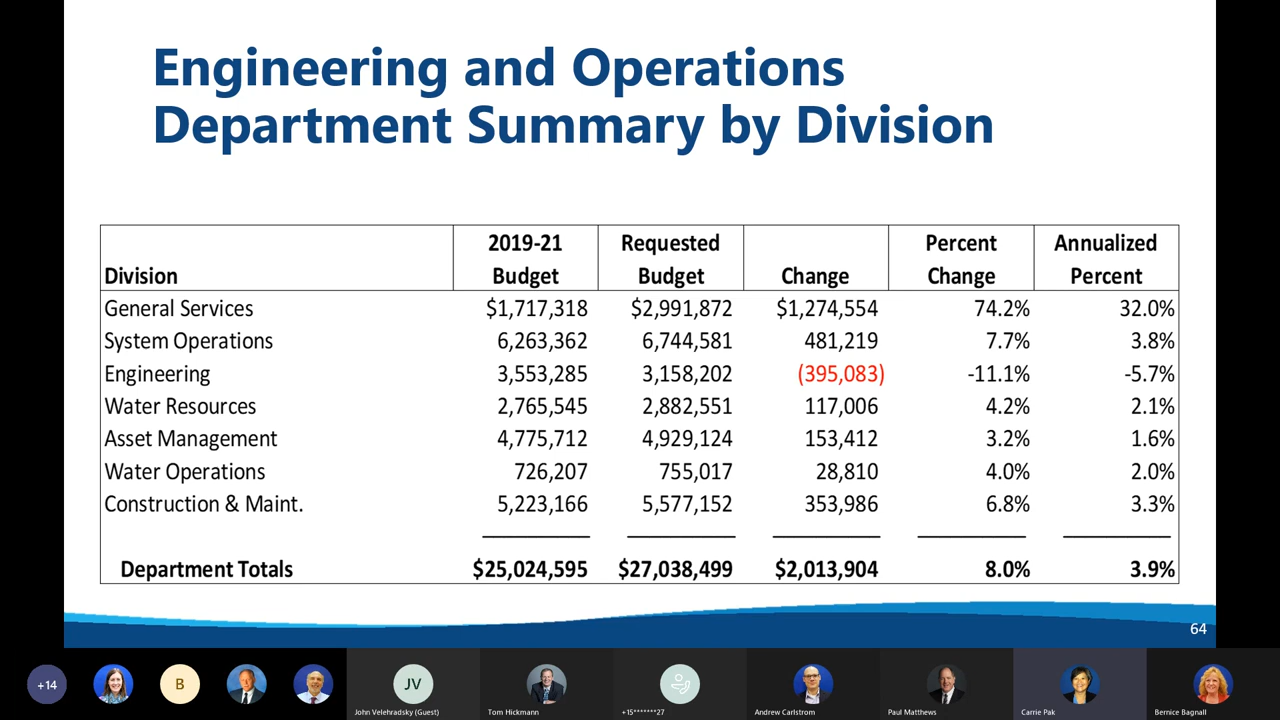 Engineering and Operations
Department Summary by Division
2019-21 Requested Percent Annualized
Division Budget Budget Change Change Percent
General Services $1,717,318 $2,991,872 $1,274,554 74.2% 32.0%
System Operations 6,263,362 6,744,581 481,219 7.7% 3.8%
Engineering 3,553,285 3,158,202 (395,083) -11.1% -5.7%
Water Resources 2,765,545 2,882,551 117,006 4.2% 2.1%
Asset Management 4,775,712 4,929,124 153,412 3.2% 1.6%
Water Operations 726,207 755,017 28,810 4.0% 2.0%
Construction & Maint. 5,223,166 5,577,152 353,986 6.8% 3.3%
Department Totals $25,024,595 $27,038,499 $2,013,904 8.0% 3.9%
64
+14 B JV
John Velehradsky (Guest) Tom Hickmann +15*******27 Andrew Carlstrom Paul Matthews Carrie Pak Bernice Bagnall